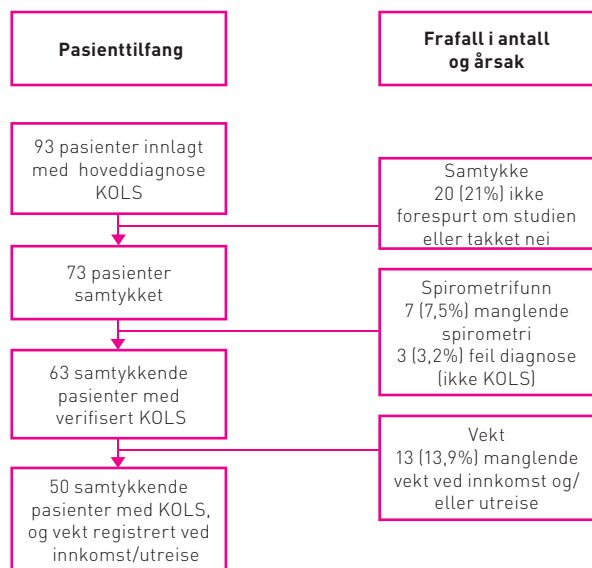 Pasienttilfang
Frafall i antall
og årsak
93 pasienter innlagt
med hoveddiagnose
KOLS
Samtykke
20 (21%) ikke
forespurt om studien
eller takket nei
73 pasienter
samtykket
Spirometrifunn
7 (7,5%) manglende
spirometri
3 (3,2%) feil diagnose
(ikke KOLS)
63 samtykkende
pasienter med
verifisert KOLS
Vekt
13 (13,9%) manglende
vekt ved innkomst og/
eller utreise
50 samtykkende
pasienter med KOLS,
og vekt registrert ved
innkomst/utreise